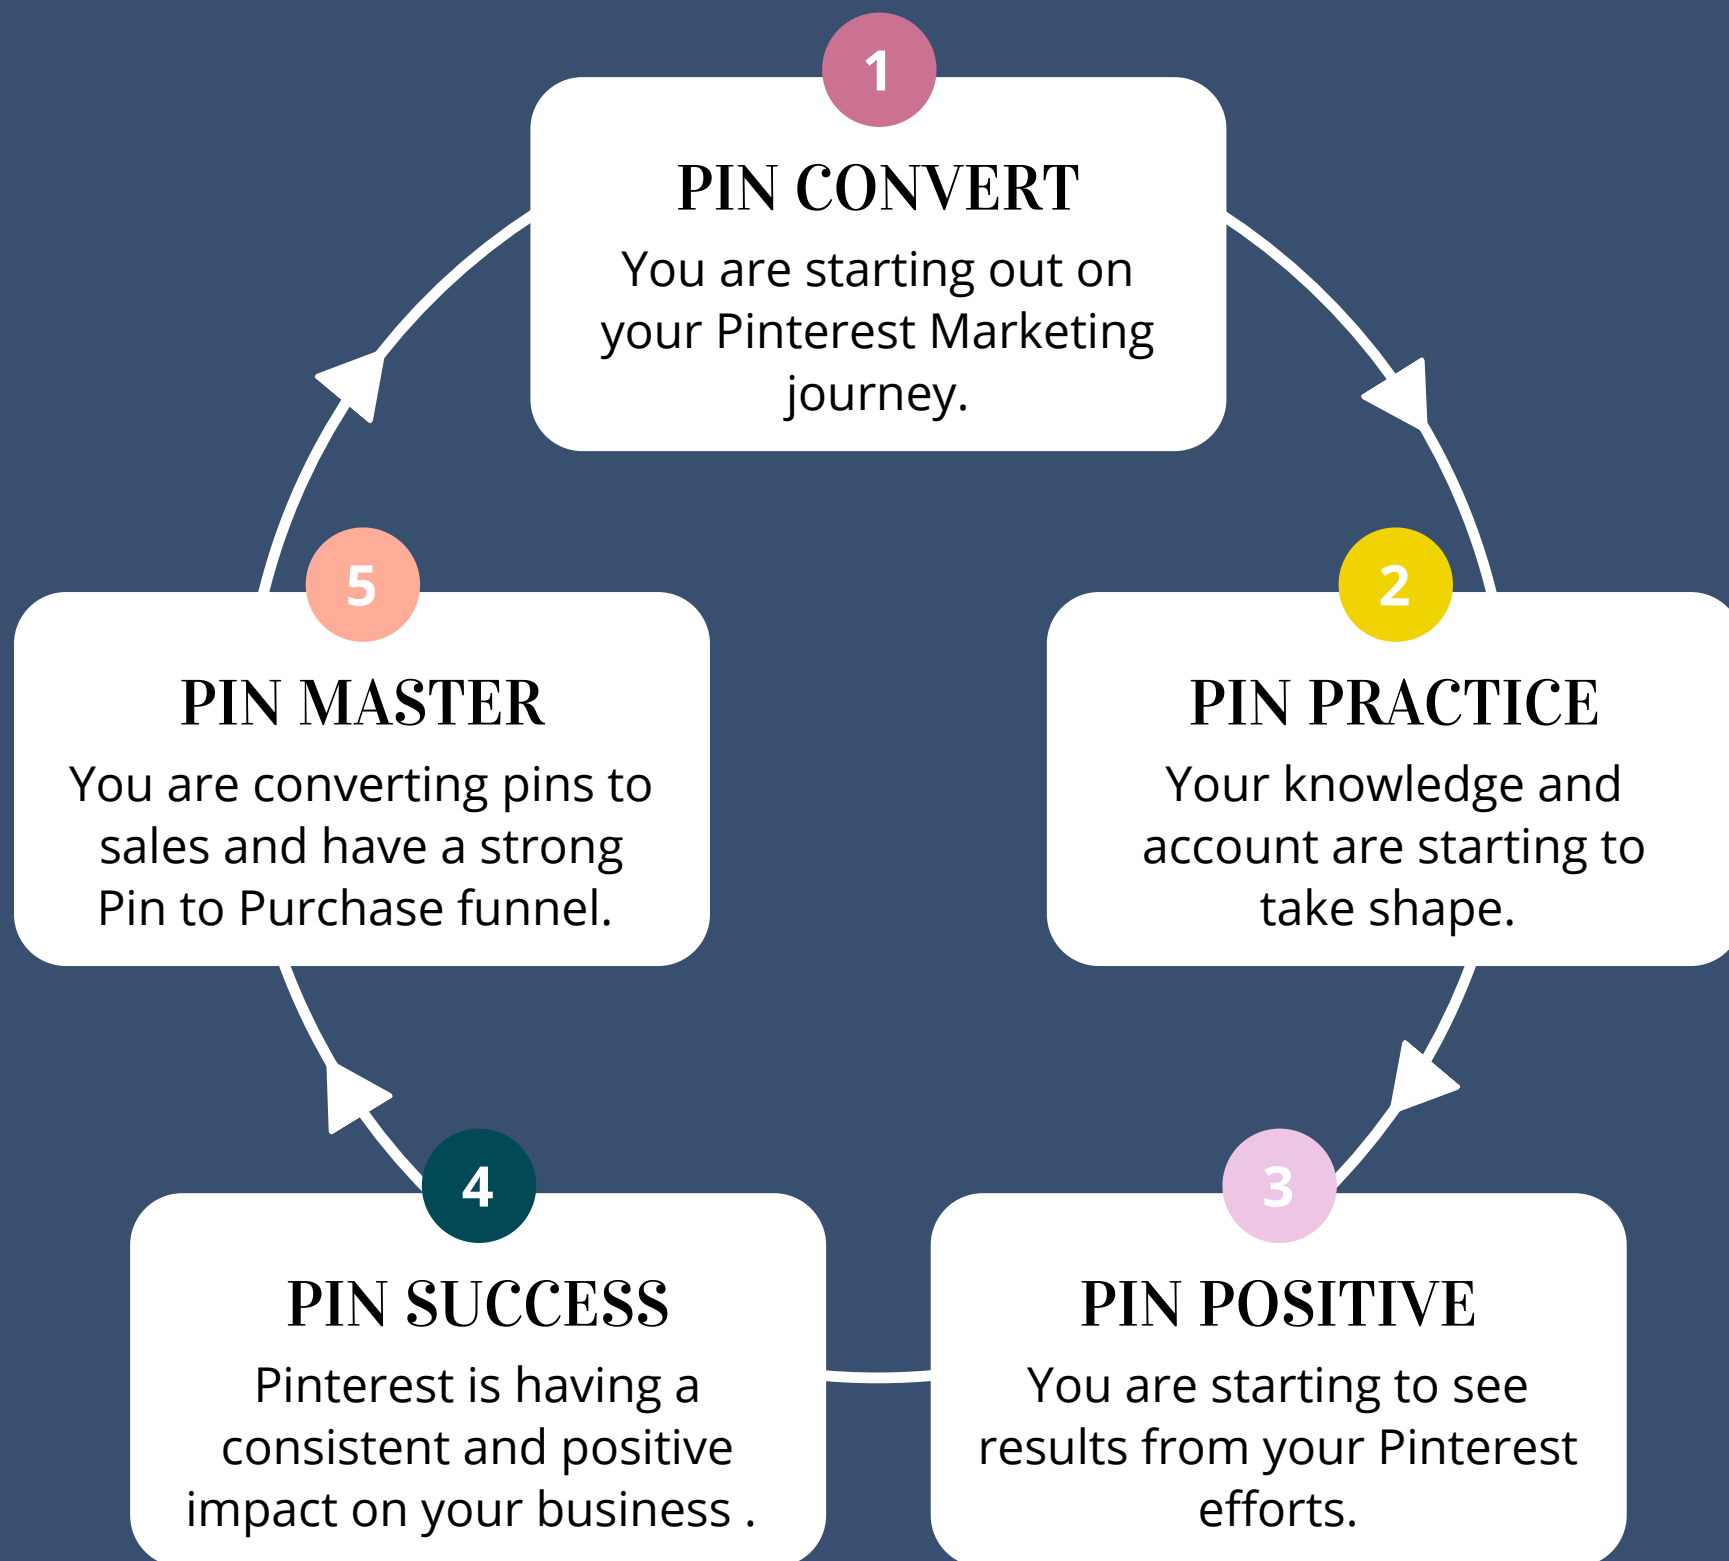 1
PIN CONVERT
You are starting out on
your Pinterest Marketing
journey.
2
PIN PRACTICE
Your knowledge and
account are starting to
take shape.
3
PIN POSITIVE
You are starting to see
results from your Pinterest
efforts.
4
PIN SUCCESS
Pinterest is having a
consistent and positive
impact on your business .
5
PIN MASTER
You are converting pins to
sales and have a strong
Pin to Purchase funnel.